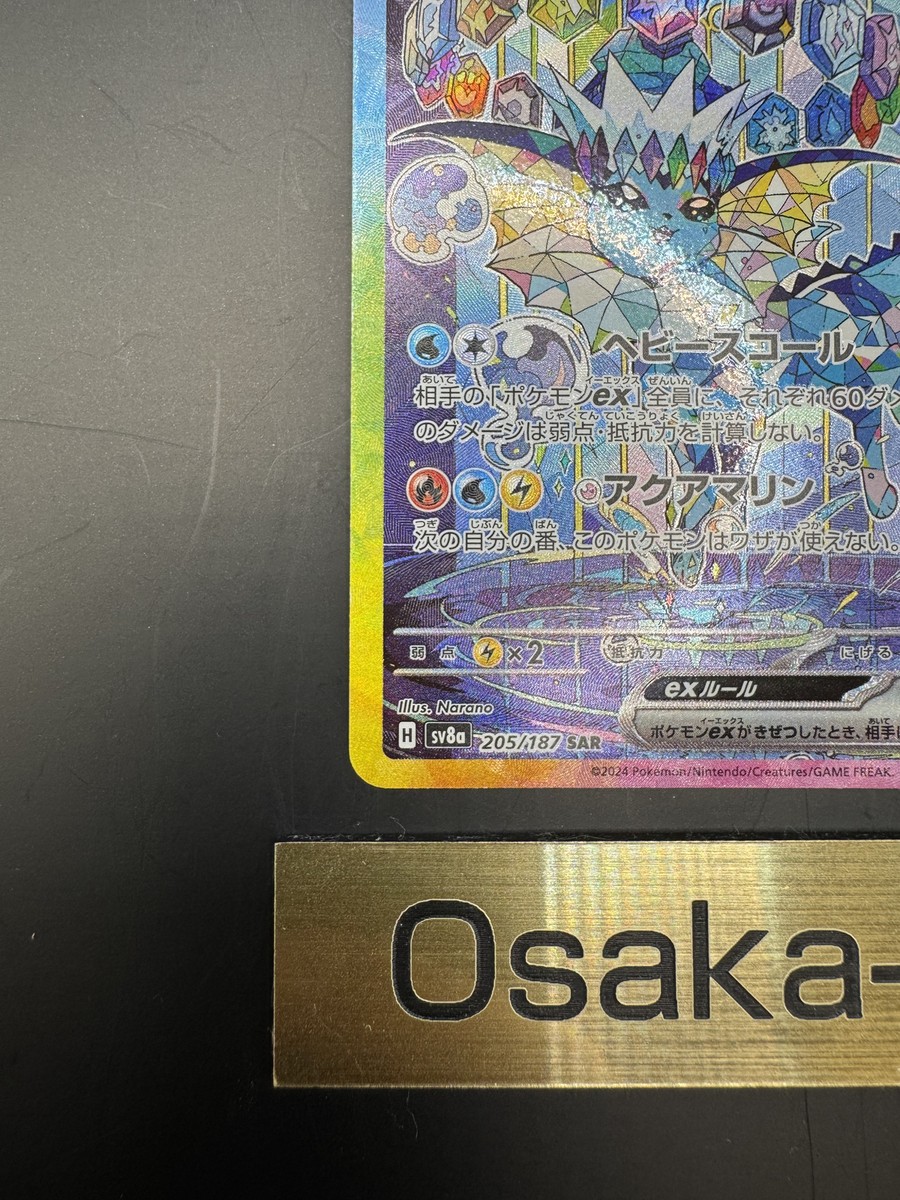 ヘビースコール
相手の「ポケモンex」全員に、それぞれ60ダメ
のダメージは弱点・抵抗力を計算しない。
アクアマリン
次の自分の番、このポケモンはワザが使えない。
弱点 ×2 抵抗力 にげる
exルール
Illus. Narano
ポケモンexがきぜつしたとき、相手は
H sv8a 205/187 SAR
©2024 Pokémon/Nintendo/Creatures/GAME FREAK.
Osaka-